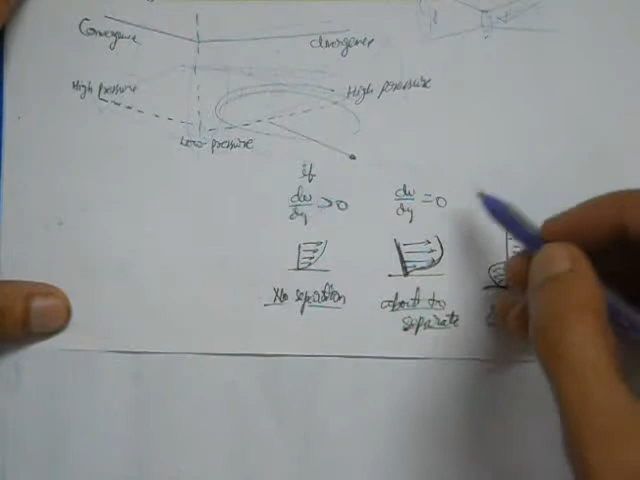 Convergence
divergence
High pressure
High pressure
Low pressure
if
du/dy > 0
du/dy = 0
No separation
about to
separate